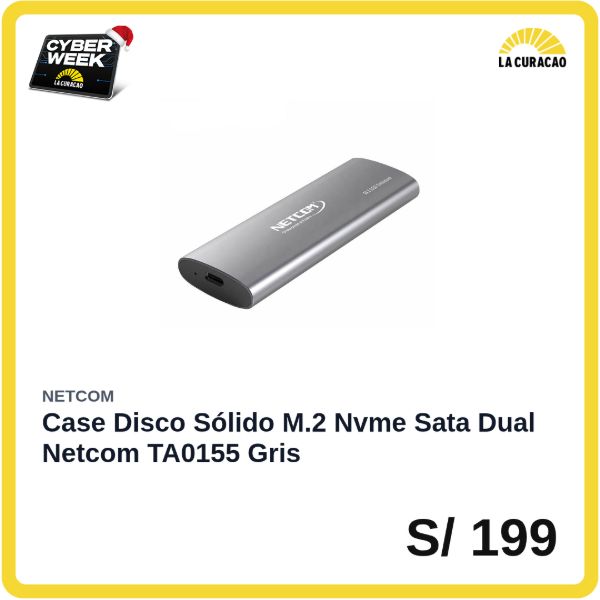 CYBER
WEEK
LA CURACAO
LA CURACAO
NETCOM
NETCOM
Case Disco Sólido M.2 Nvme Sata Dual
Netcom TA0155 Gris
S/ 199